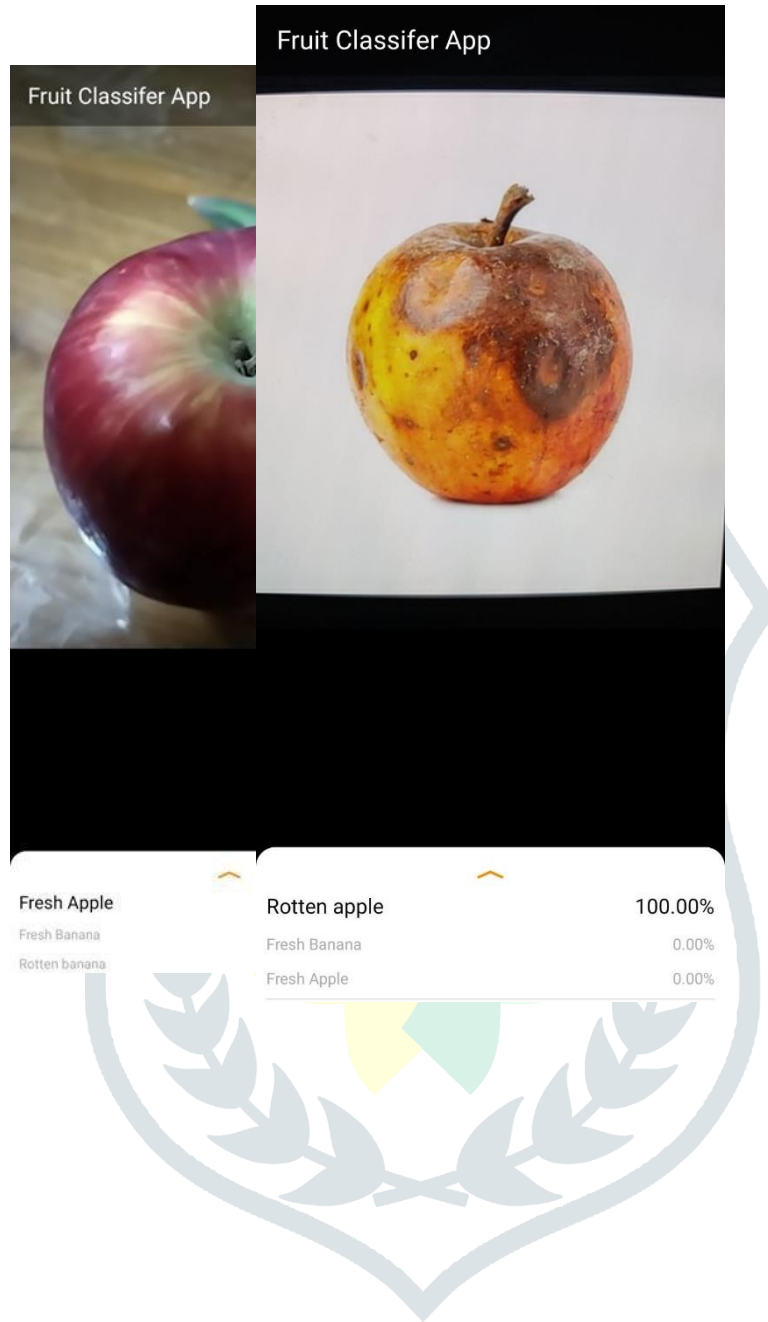 Fruit Classifer App
Fresh Apple
Fresh Banana
Rotten banana
Fruit Classifer App
Rotten apple 100.00%
Fresh Banana 0.00%
Fresh Apple 0.00%